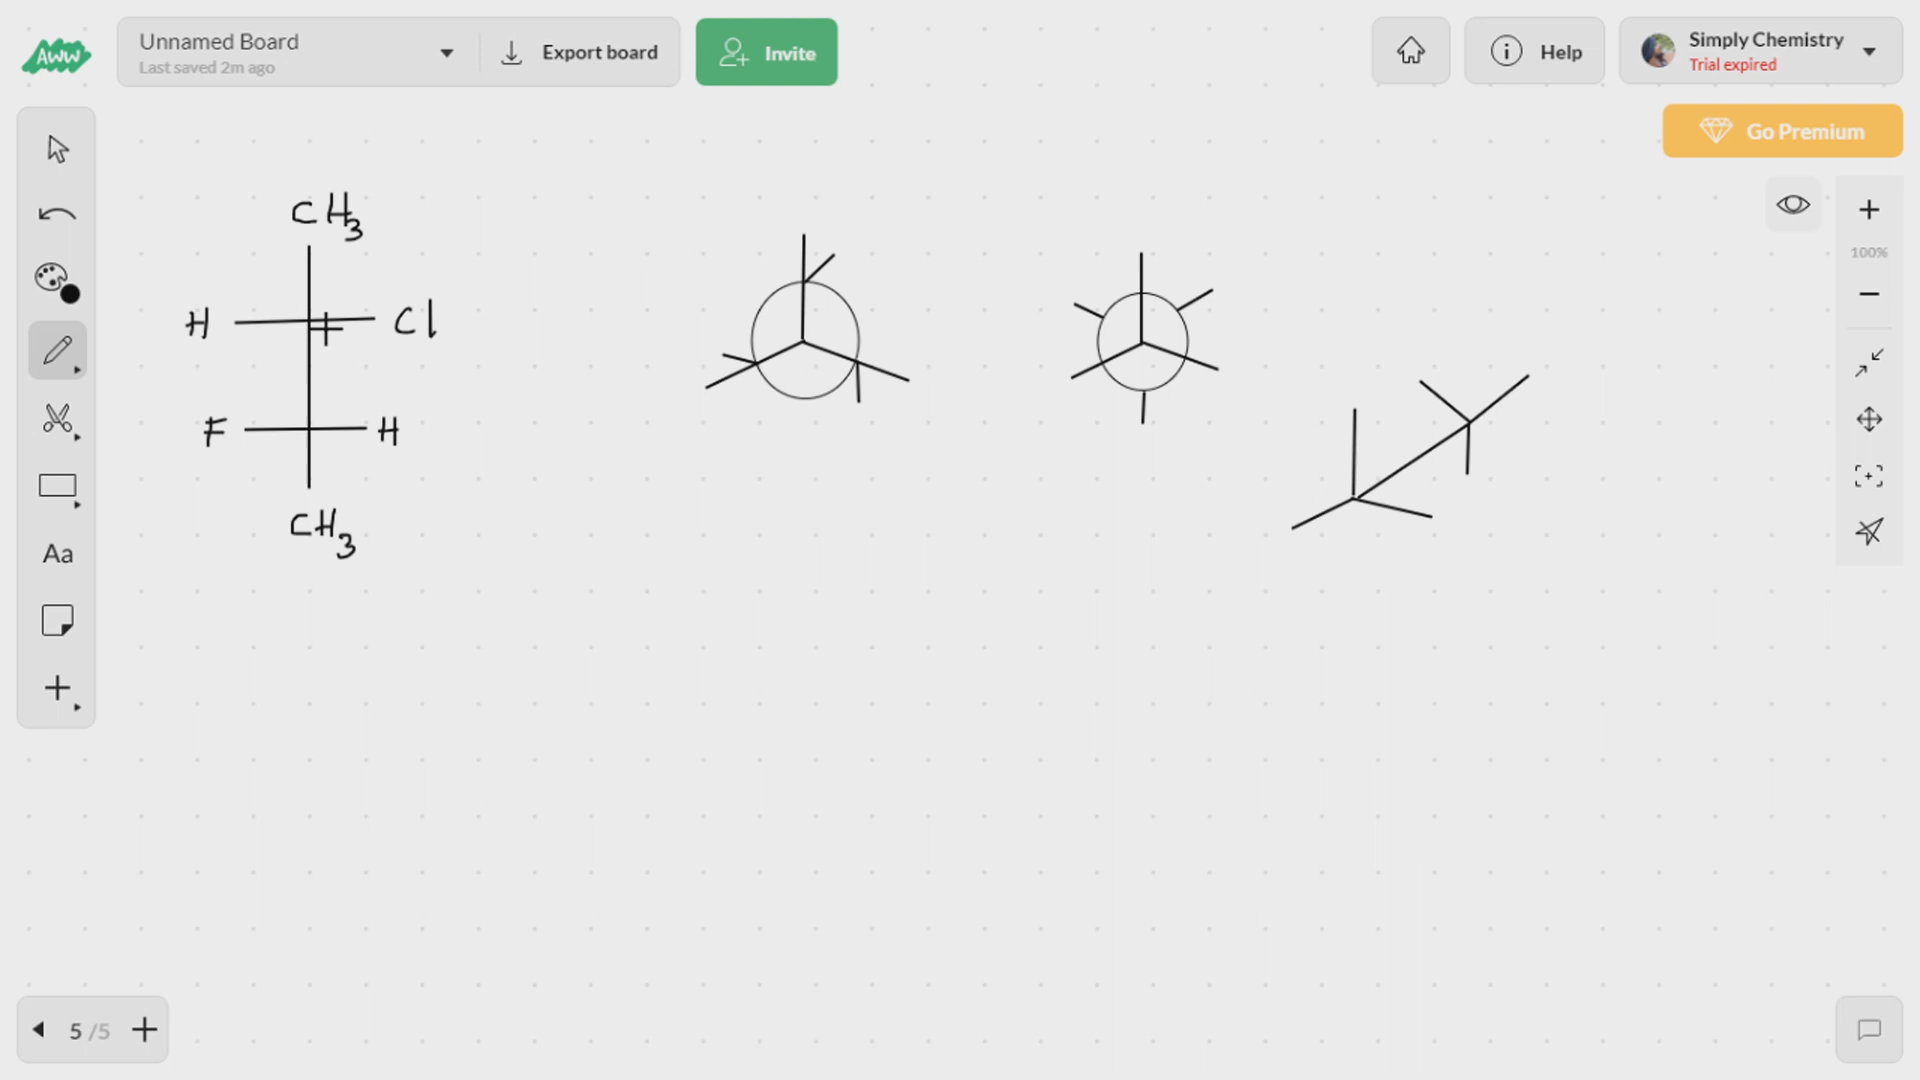 AWW
Unnamed Board
Last saved 2m ago
Export board
Invite
Help
Simply Chemistry
Trial expired
Go Premium
100%
Aa
CH3
H Cl
F H
CH3
5 /5